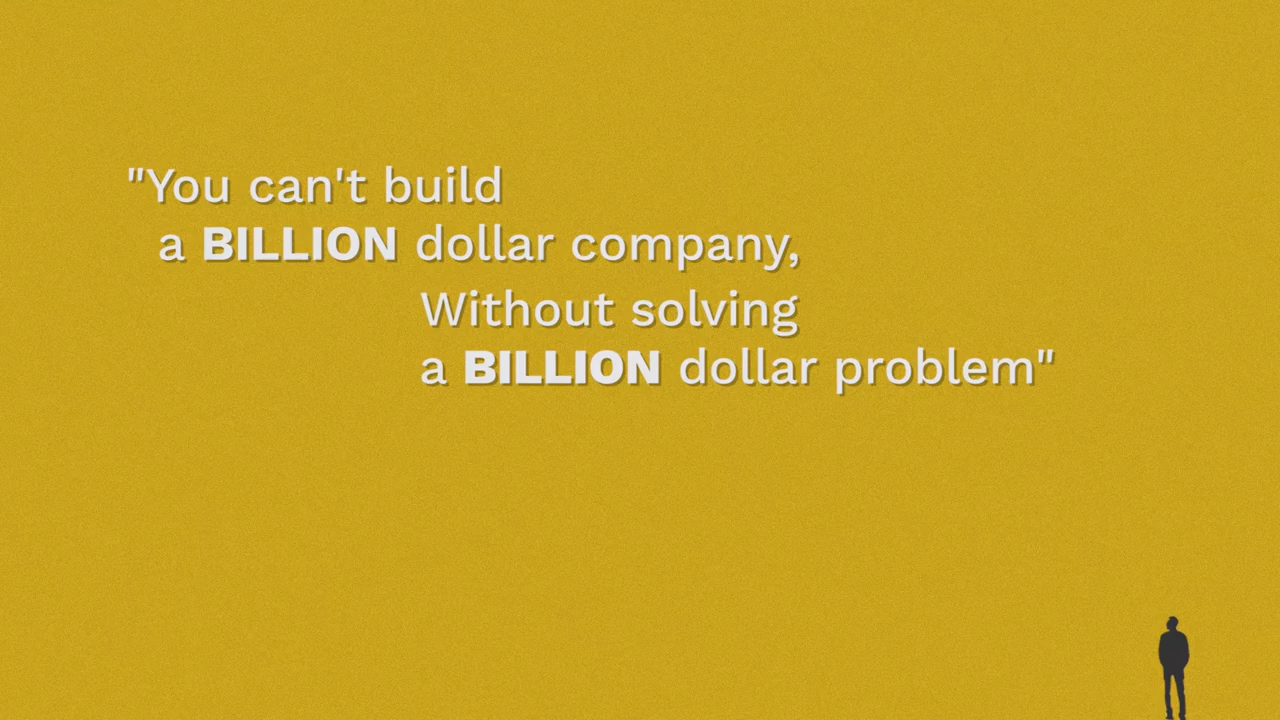 "You can't build
a BILLION dollar company,
Without solving
a BILLION dollar problem"